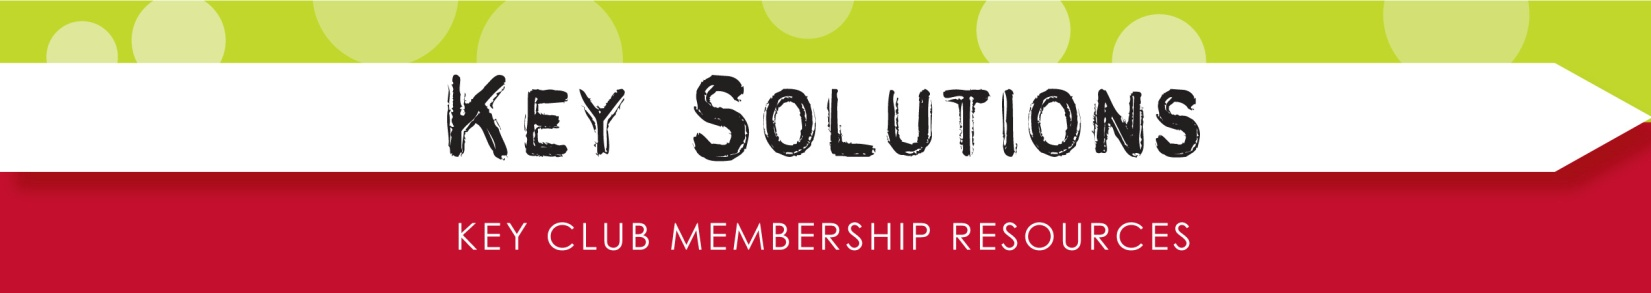 Key Solutions
KEY CLUB MEMBERSHIP RESOURCES